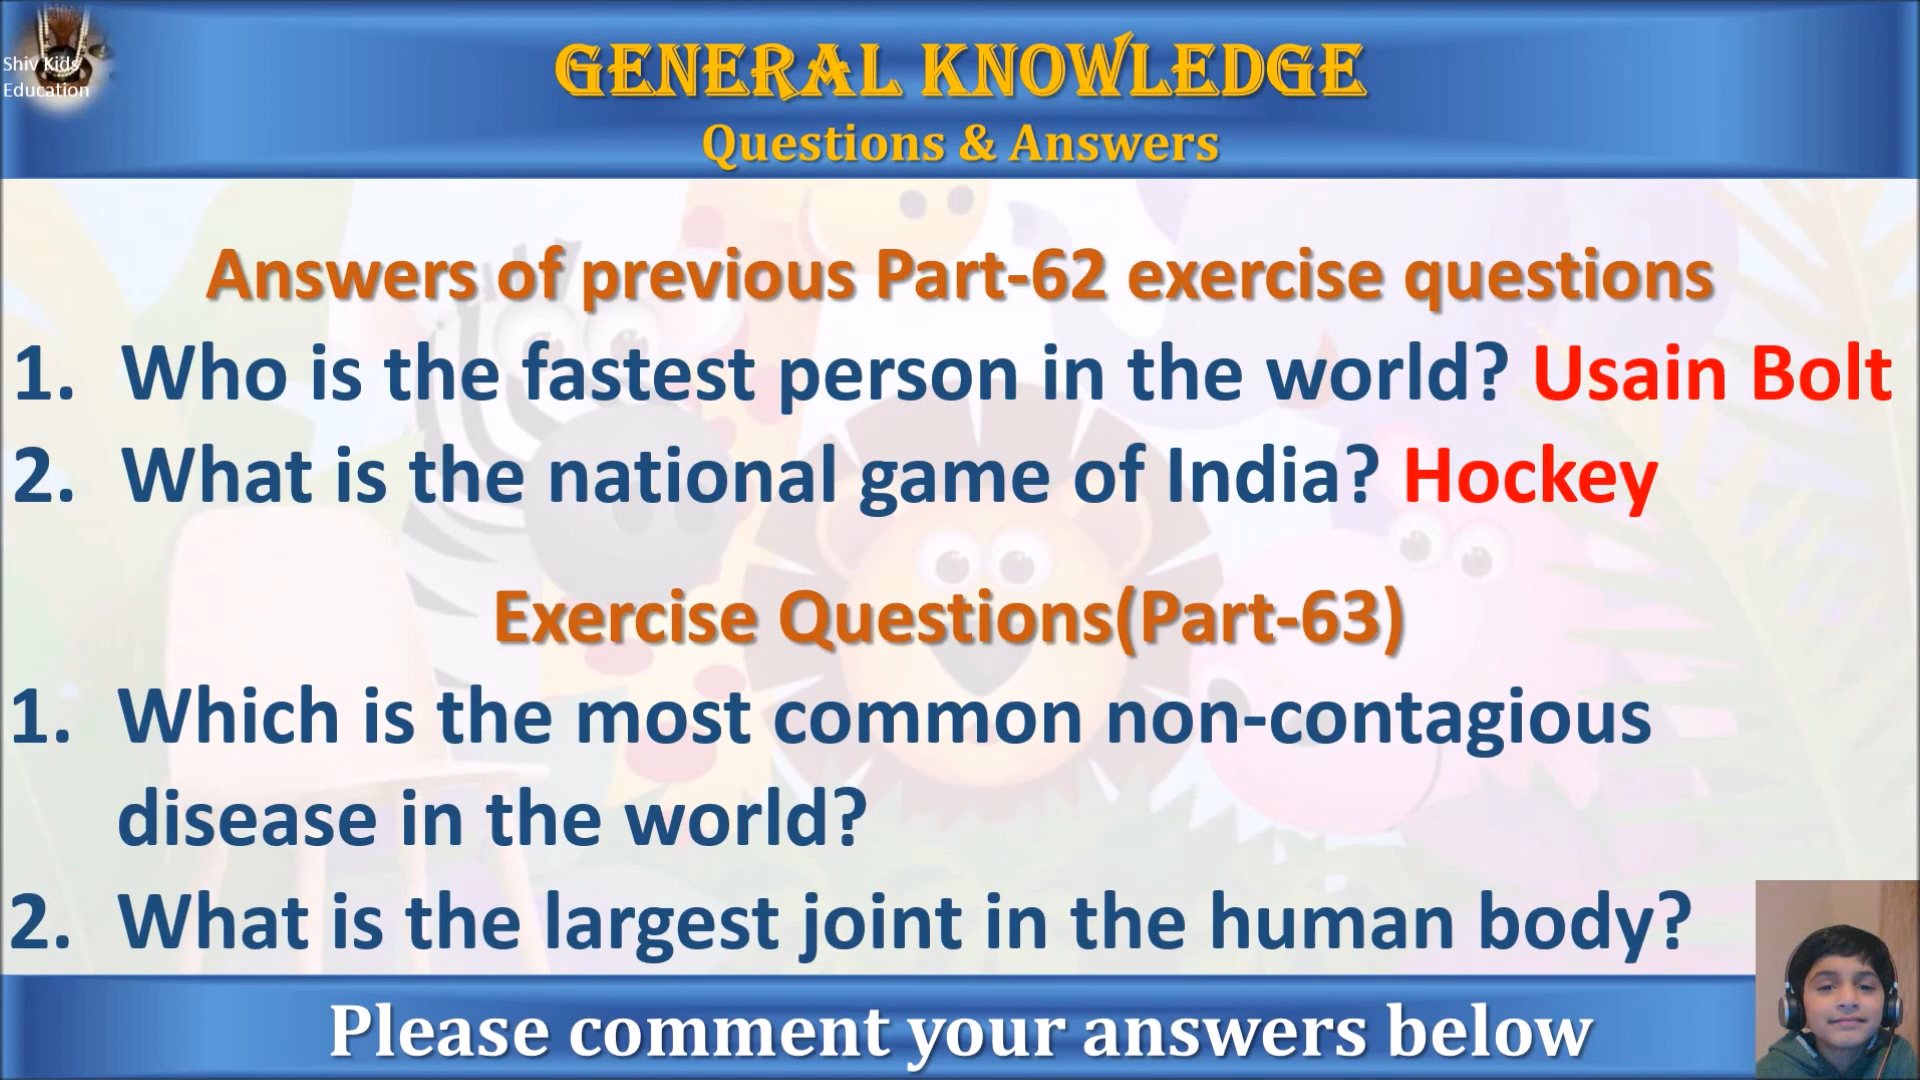 Shiv Kids
Education
GENERAL KNOWLEDGE
Questions & Answers
Answers of previous Part-62 exercise questions
1. Who is the fastest person in the world? Usain Bolt
2. What is the national game of India? Hockey
Exercise Questions(Part-63)
1. Which is the most common non-contagious
disease in the world?
2. What is the largest joint in the human body?
Please comment your answers below